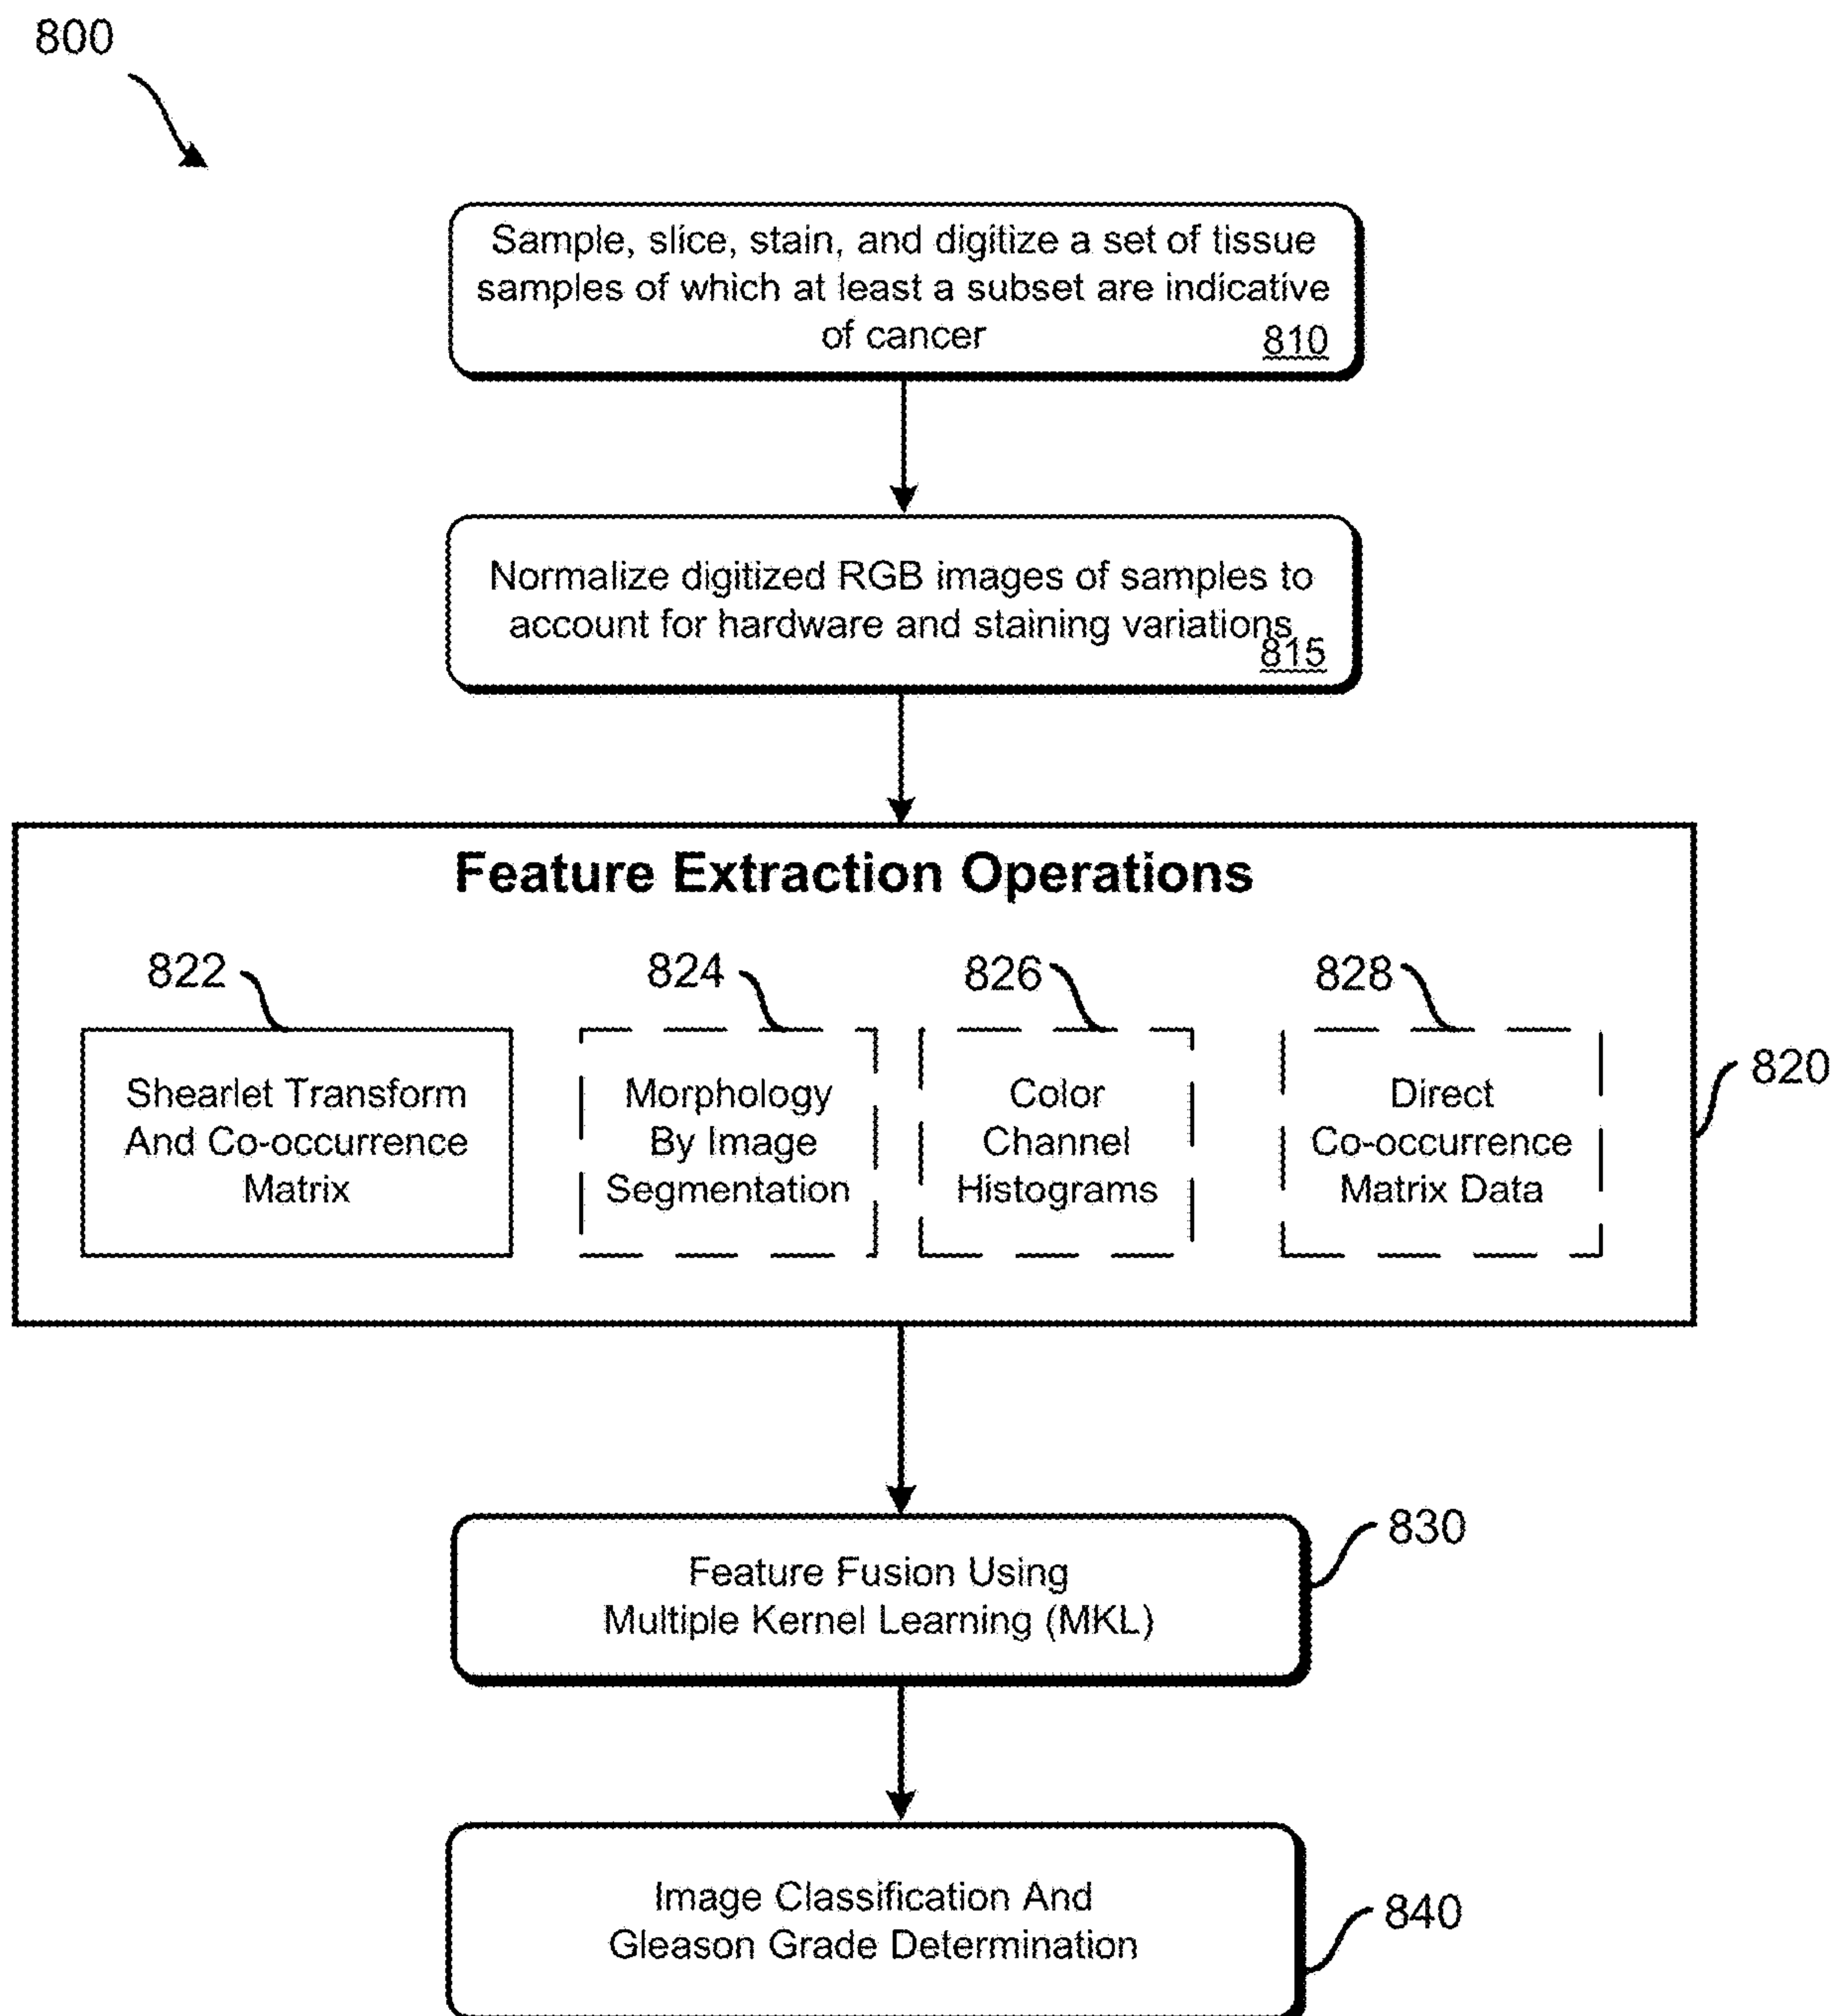 800
Sample, slice, stain, and digitize a set of tissue
samples of which at least a subset are indicative
of cancer
810
Normalize digitized RGB images of samples to
account for hardware and staining variations
815
Feature Extraction Operations
822
824
826
828
Shearlet Transform
And Co-occurrence
Matrix
Morphology
By Image
Segmentation
Color
Channel
Histograms
Direct
Co-occurrence
Matrix Data
820
Feature Fusion Using
Multiple Kernel Learning (MKL)
830
Image Classification And
Gleason Grade Determination
840